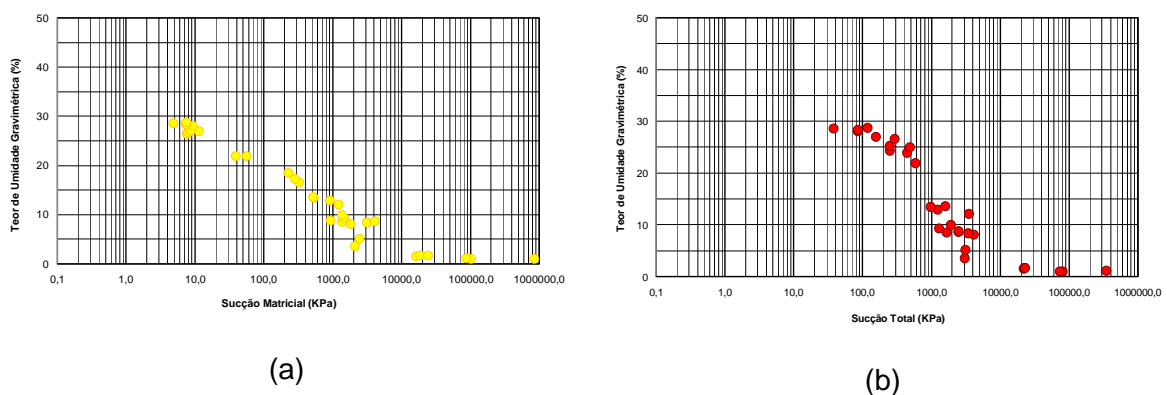 50
40
30
20
10
0
Teor de Umidade Gravimétrica (%)
0,1 1,0 10,0 100,0 1000,0 10000,0 100000,0 1000000,0
Sucção Matricial (KPa)
(a)
50
40
30
20
10
0
Teor de Umidade Gravimétrica (%)
0,1 1,0 10,0 100,0 1000,0 10000,0 100000,0 1000000,0
Sucção Total (KPa)
(b)